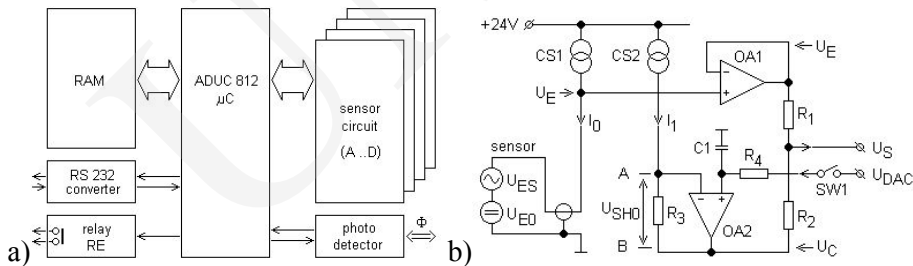 a)
RAM
ADUC 812
µC
sensor
circuit
(A ..D)
RS 232
converter
relay
RE
photo
detector
Φ
b)
+24V
CS1
CS2
OA1
U_E
U_E
I_0
I_1
R_1
C1
R_4
U_S
sensor
SW1
U_DAC
U_ES
A
U_SH0
R_3
OA2
R_2
U_E0
B
U_C